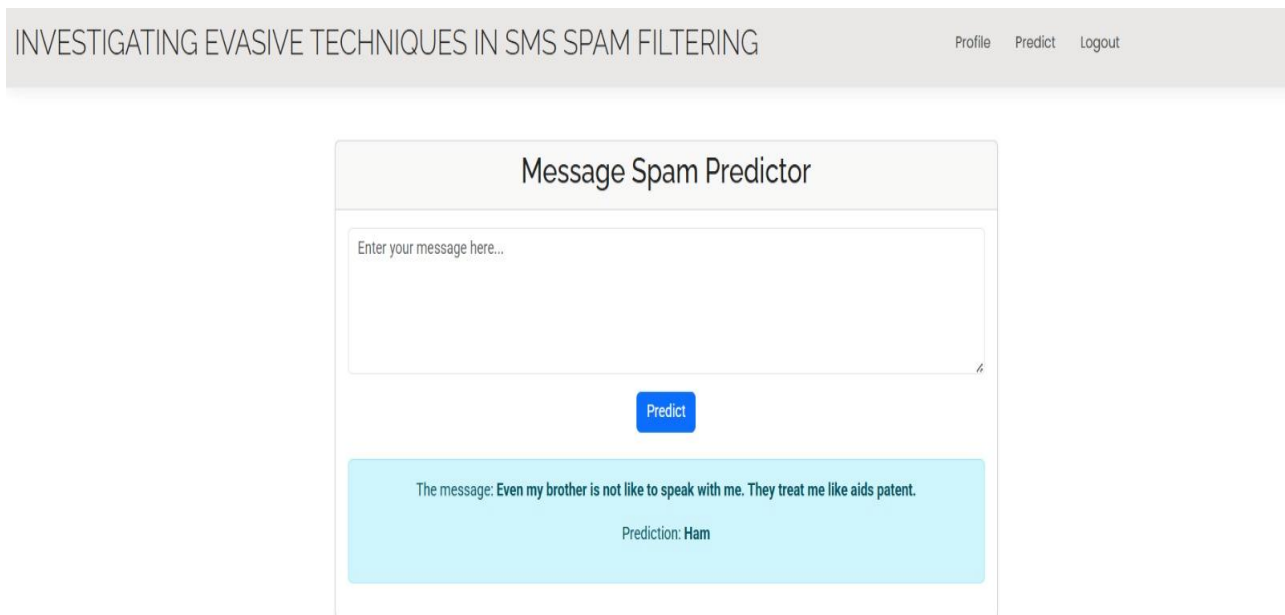 INVESTIGATING EVASIVE TECHNIQUES IN SMS SPAM FILTERING
Profile Predict Logout
Message Spam Predictor
Enter your message here...
Predict
The message: Even my brother is not like to speak with me. They treat me like aids patent.
Prediction: Ham